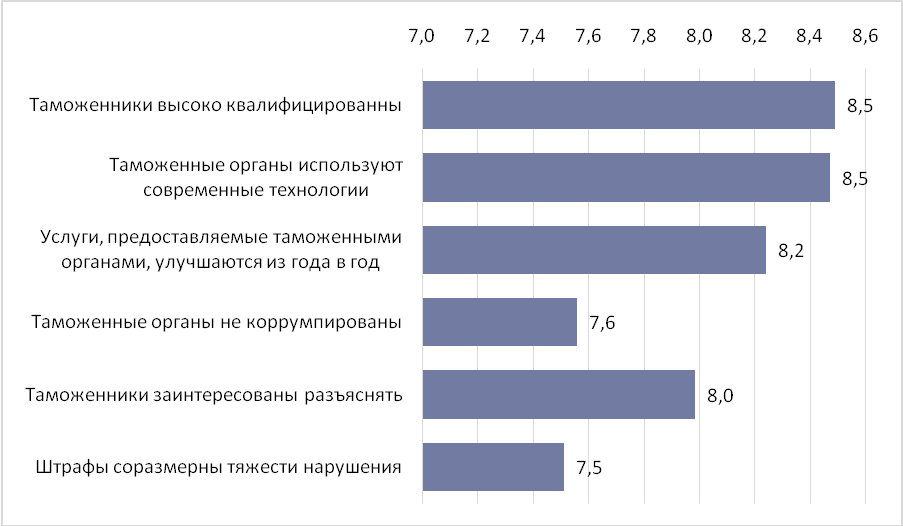 7,0 7,2 7,4 7,6 7,8 8,0 8,2 8,4 8,6
Таможенники высоко квалифицированны 8,5
Таможенные органы используют
современные технологии 8,5
Услуги, предоставляемые таможенными
органами, улучшаются из года в год 8,2
Таможенные органы не коррумпированы 7,6
Таможенники заинтересованы разъяснять 8,0
Штрафы соразмерны тяжести нарушения 7,5